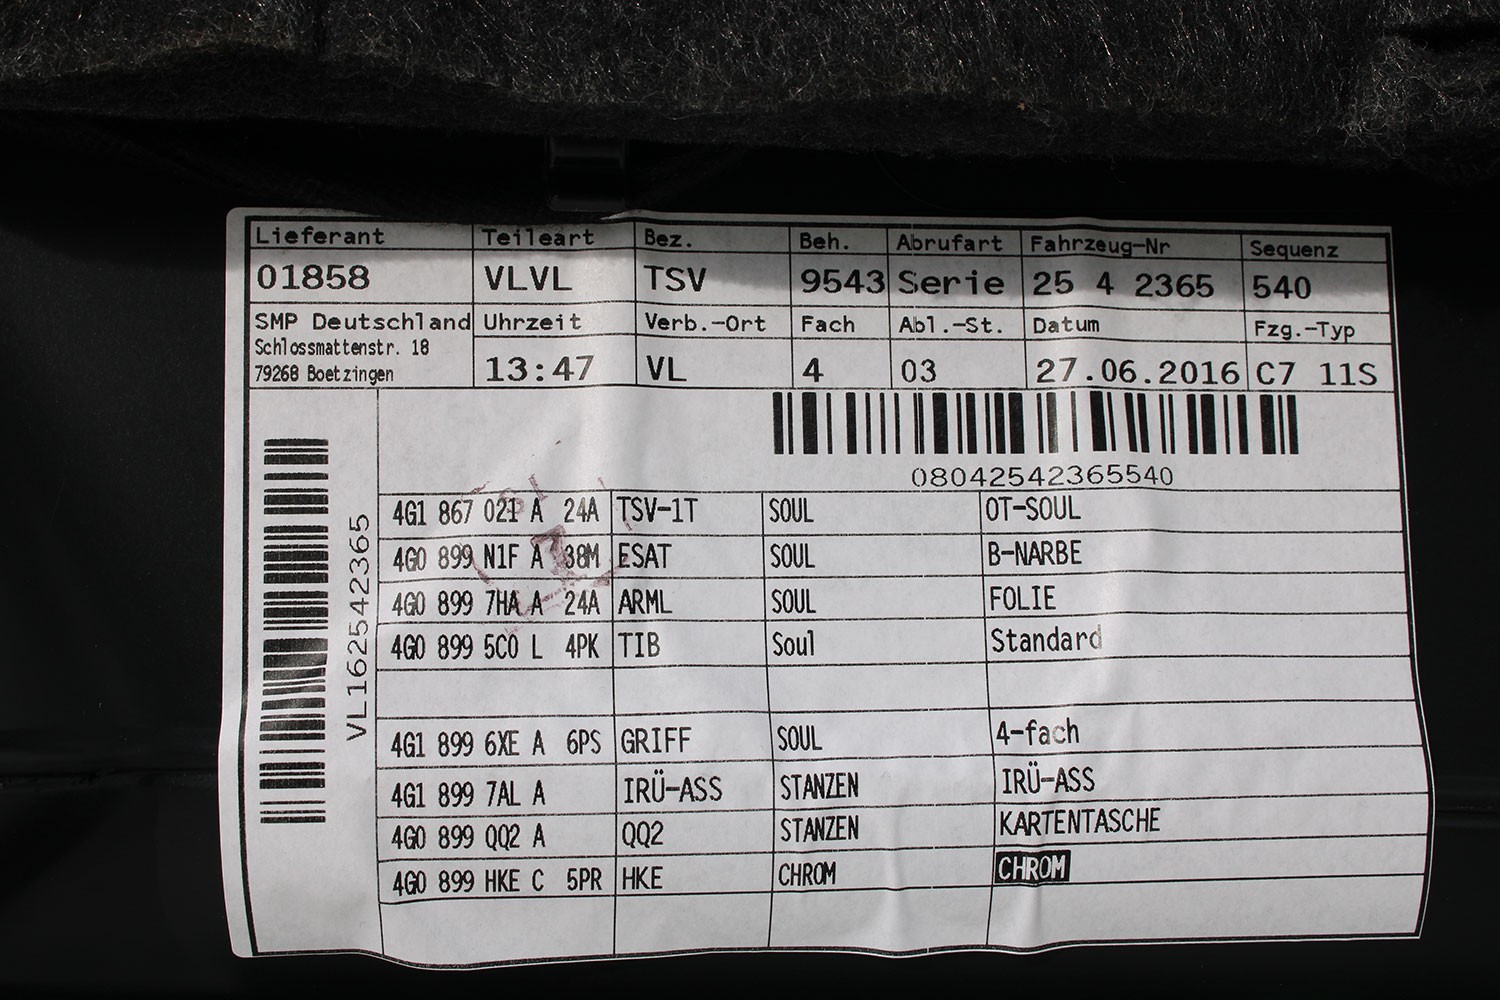 Lieferant Teileart Bez. Beh. Abrufart Fahrzeug-Nr Sequenz
01858 VLVL TSV 9543 Serie 25 4 2365 540
SMP Deutschland Uhrzeit Verb.-Ort Fach Abl.-St. Datum Fzg.-Typ
Schlossmattenstr. 18
79268 Boetzingen 13:47 VL 4 03 27.06.2016 C7 11S
08042542365540
VL162542365
4G1 867 021 A 24A TSV-1T SOUL OT-SOUL
4G0 899 N1F A 38M ESAT SOUL B-NARBE
4G0 899 7HA A 24A ARML SOUL FOLIE
4G0 899 5C0 L 4PK TIB Soul Standard
4G1 899 6XE A 6PS GRIFF SOUL 4-fach
4G1 899 7AL A IRÜ-ASS STANZEN IRÜ-ASS
4G0 899 QQ2 A QQ2 STANZEN KARTENTASCHE
4G0 899 HKE C 5PR HKE CHROM CHROM